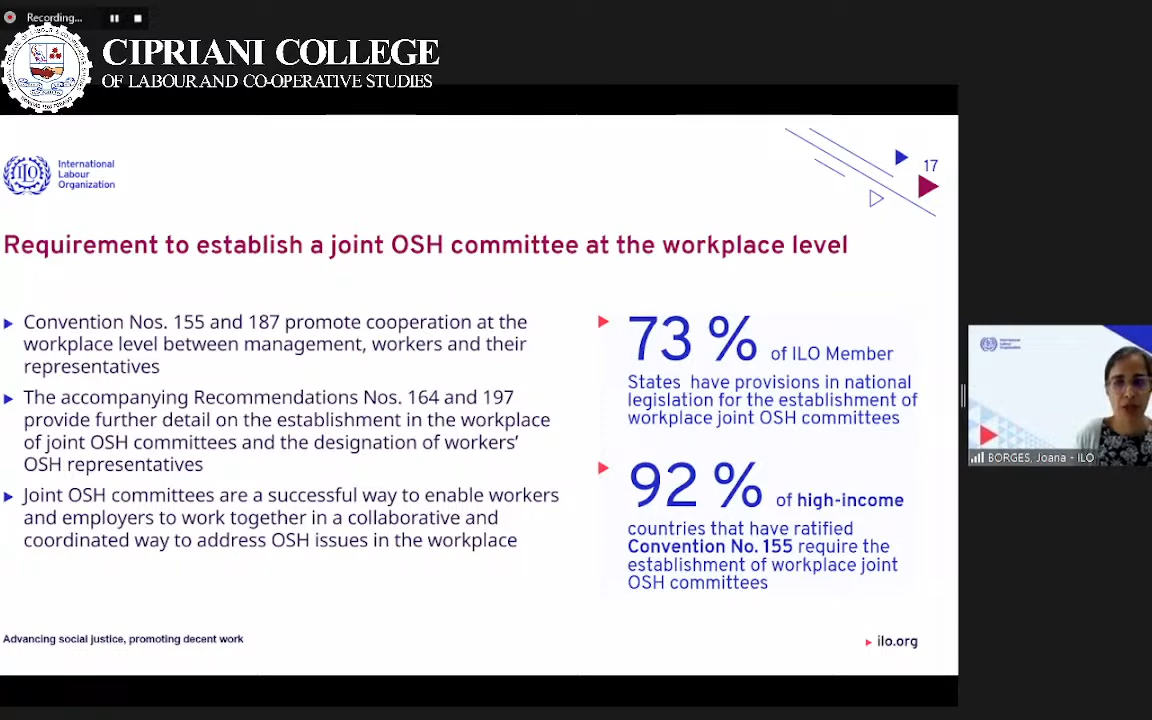 Recording...
CIPRIANI COLLEGE
OF LABOUR AND CO-OPERATIVE STUDIES
ILO
International
Labour
Organization
17
Requirement to establish a joint OSH committee at the workplace level
Convention Nos. 155 and 187 promote cooperation at the
workplace level between management, workers and their
representatives
The accompanying Recommendations Nos. 164 and 197
provide further detail on the establishment in the workplace
of joint OSH committees and the designation of workers’
OSH representatives
Joint OSH committees are a successful way to enable workers
and employers to work together in a collaborative and
coordinated way to address OSH issues in the workplace
73 % of ILO Member
States have provisions in national
legislation for the establishment of
workplace joint OSH committees
92 % of high-income
countries that have ratified
Convention No. 155 require the
establishment of workplace joint
OSH committees
Advancing social justice, promoting decent work
ilo.org
BORGES, Joana - ILO